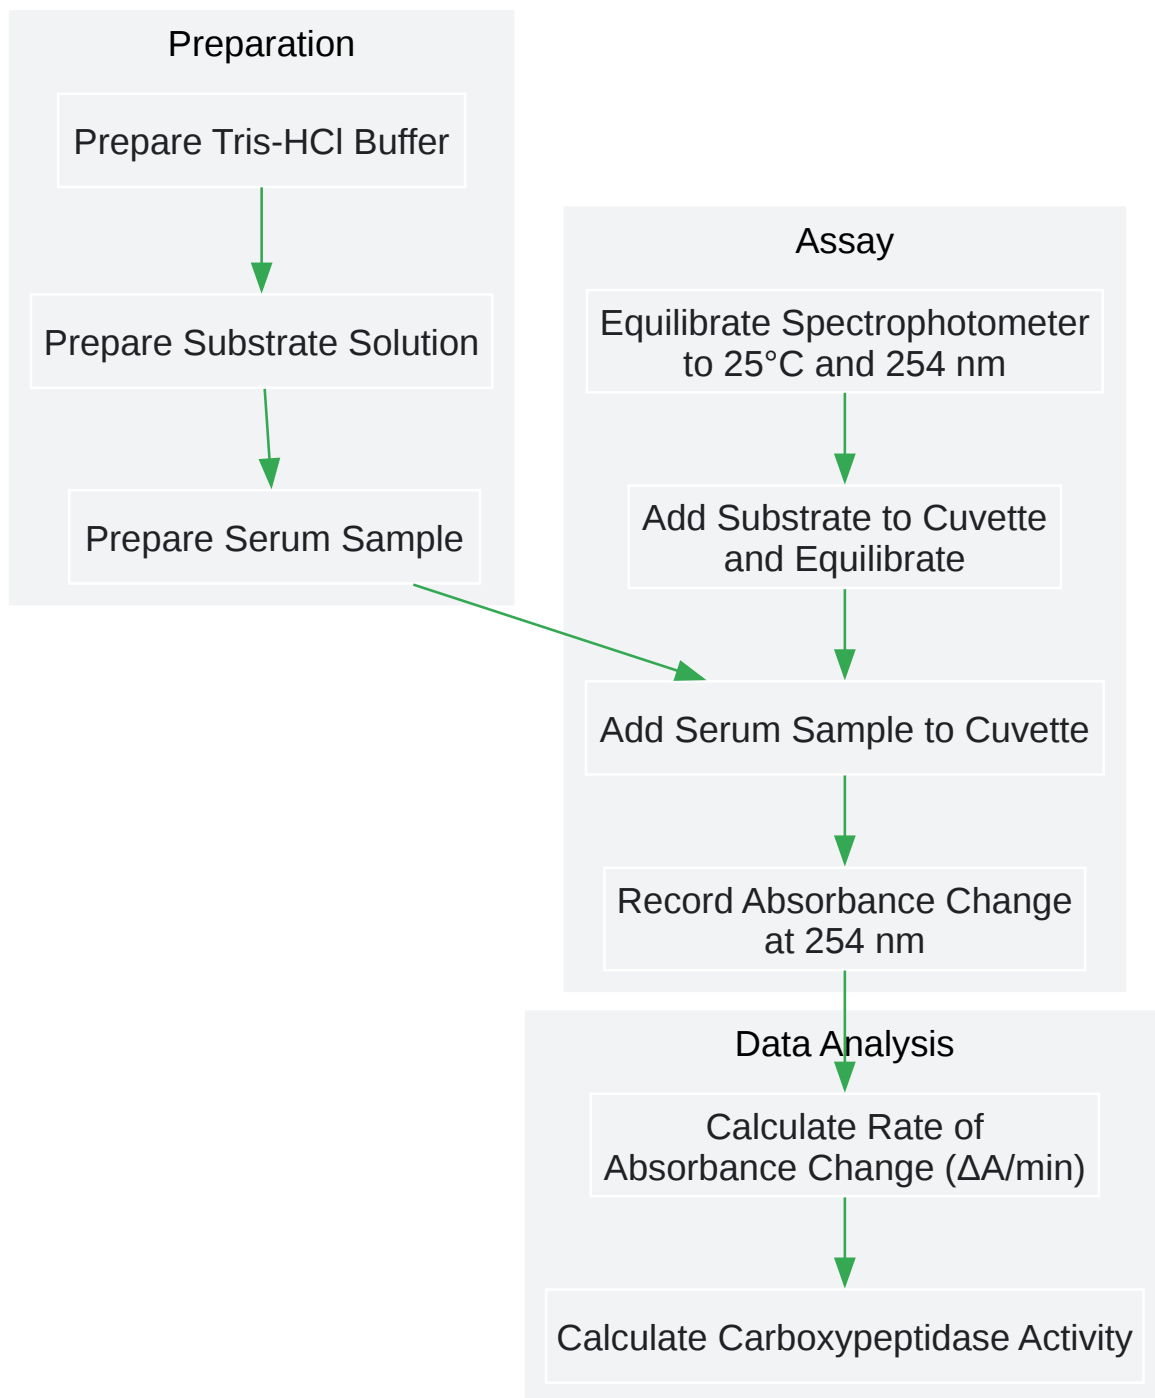 Preparation
Prepare Tris-HCl Buffer
Prepare Substrate Solution
Prepare Serum Sample
Assay
Equilibrate Spectrophotometer
to 25°C and 254 nm
Add Substrate to Cuvette
and Equilibrate
Add Serum Sample to Cuvette
Record Absorbance Change
at 254 nm
Data Analysis
Calculate Rate of
Absorbance Change (ΔA/min)
Calculate Carboxypeptidase Activity